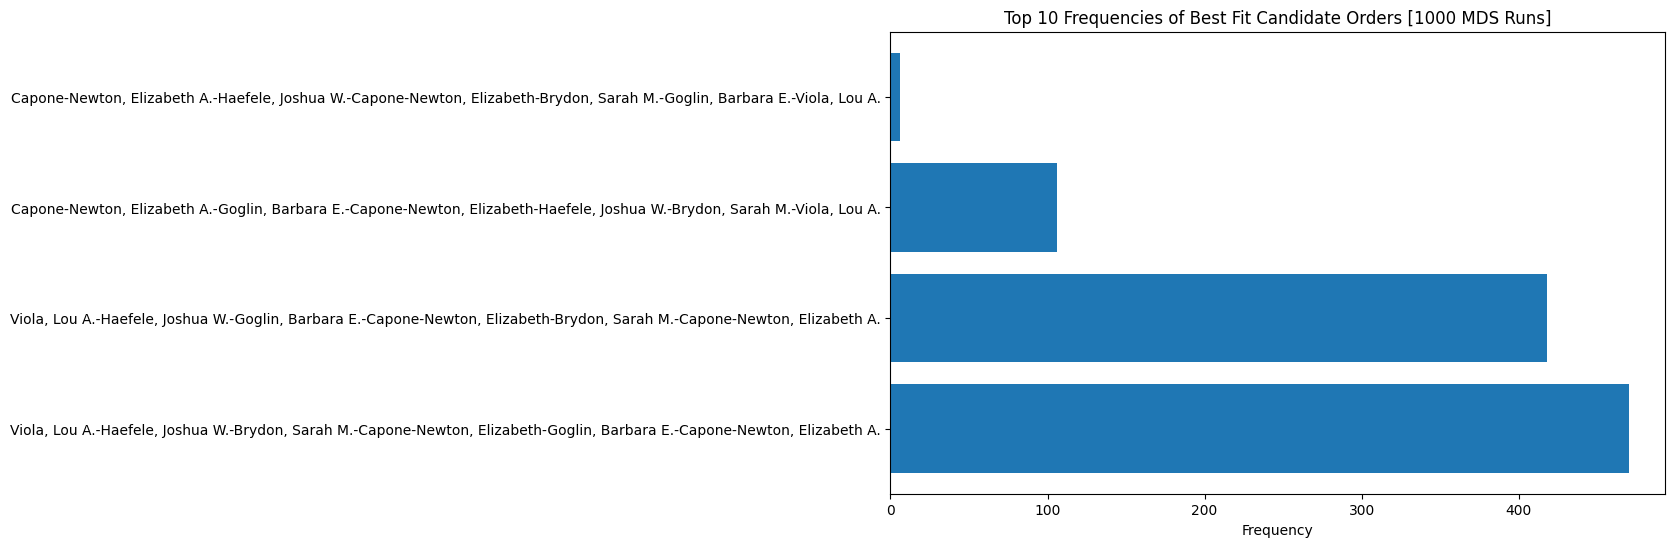 Top 10 Frequencies of Best Fit Candidate Orders [1000 MDS Runs]
Capone-Newton, Elizabeth A.-Haefele, Joshua W.-Capone-Newton, Elizabeth-Brydon, Sarah M.-Goglin, Barbara E.-Viola, Lou A.
Capone-Newton, Elizabeth A.-Goglin, Barbara E.-Capone-Newton, Elizabeth-Haefele, Joshua W.-Brydon, Sarah M.-Viola, Lou A.
Viola, Lou A.-Haefele, Joshua W.-Goglin, Barbara E.-Capone-Newton, Elizabeth-Brydon, Sarah M.-Capone-Newton, Elizabeth A.
Viola, Lou A.-Haefele, Joshua W.-Brydon, Sarah M.-Capone-Newton, Elizabeth-Goglin, Barbara E.-Capone-Newton, Elizabeth A.
0 100 200 300 400
Frequency